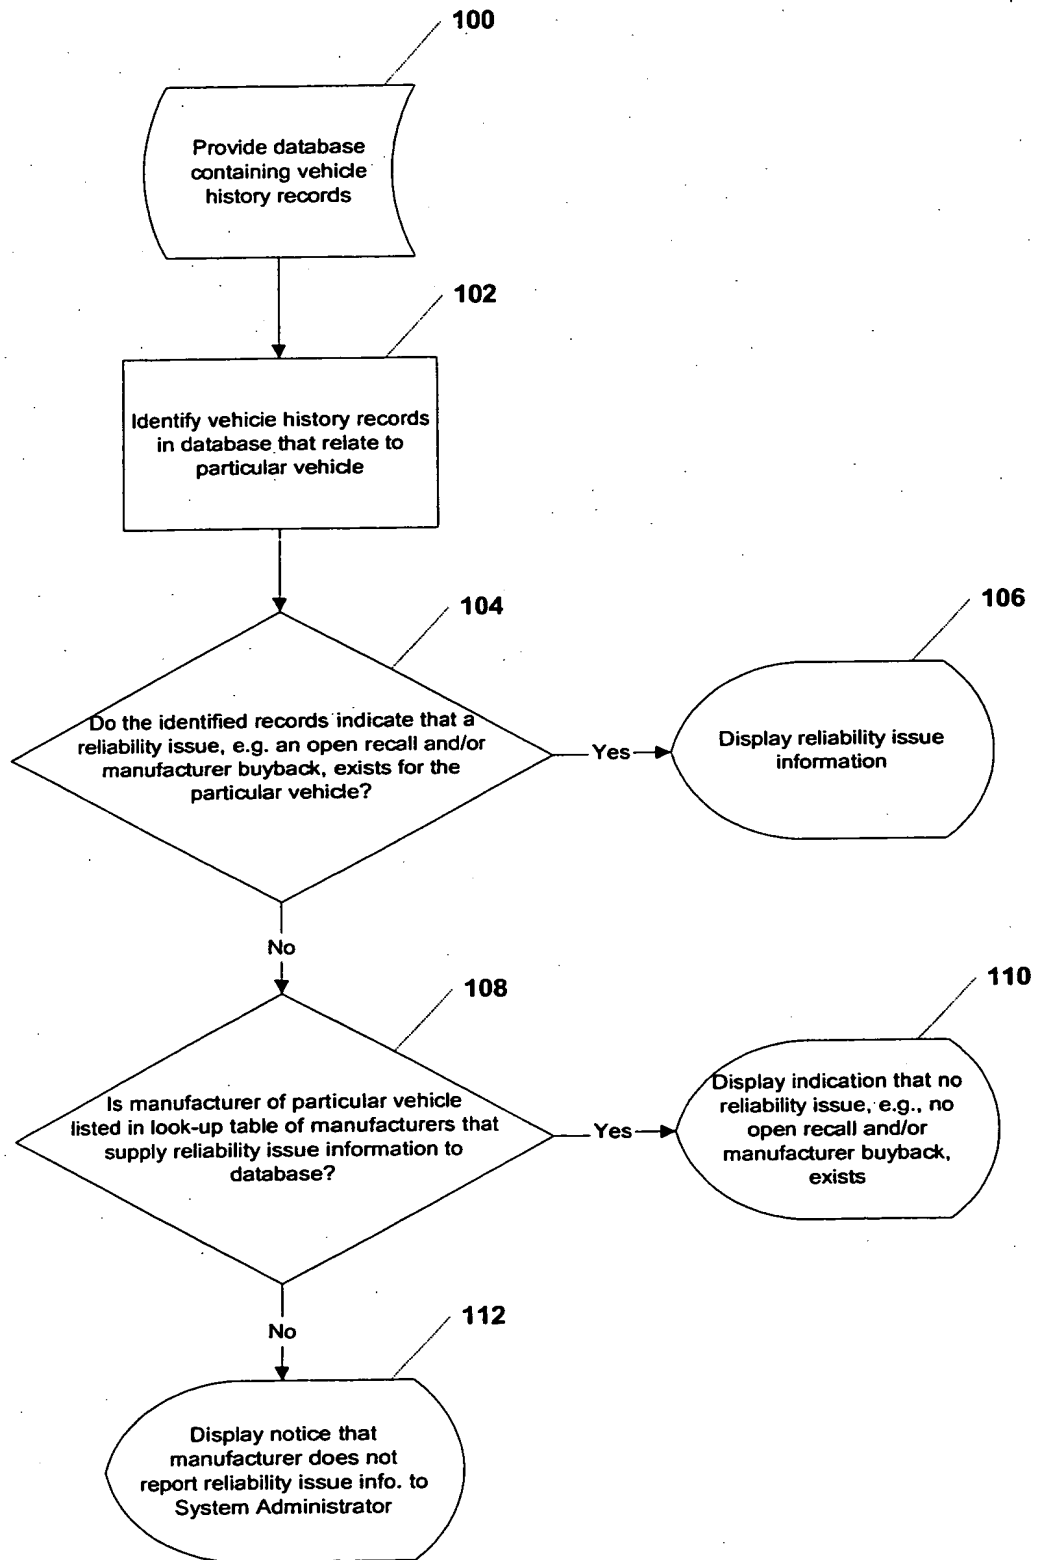 100
Provide database
containing vehicle
history records
102
Identify vehicle history records
in database that relate to
particular vehicle
104
Do the identified records indicate that a
reliability issue, e.g. an open recall and/or
manufacturer buyback, exists for the
particular vehicle?
Yes
106
Display reliability issue
information
No
108
Is manufacturer of particular vehicle
listed in look-up table of manufacturers that
supply reliability issue information to
database?
Yes
110
Display indication that no
reliability issue, e.g., no
open recall and/or
manufacturer buyback,
exists
No
112
Display notice that
manufacturer does not
report reliability issue info. to
System Administrator